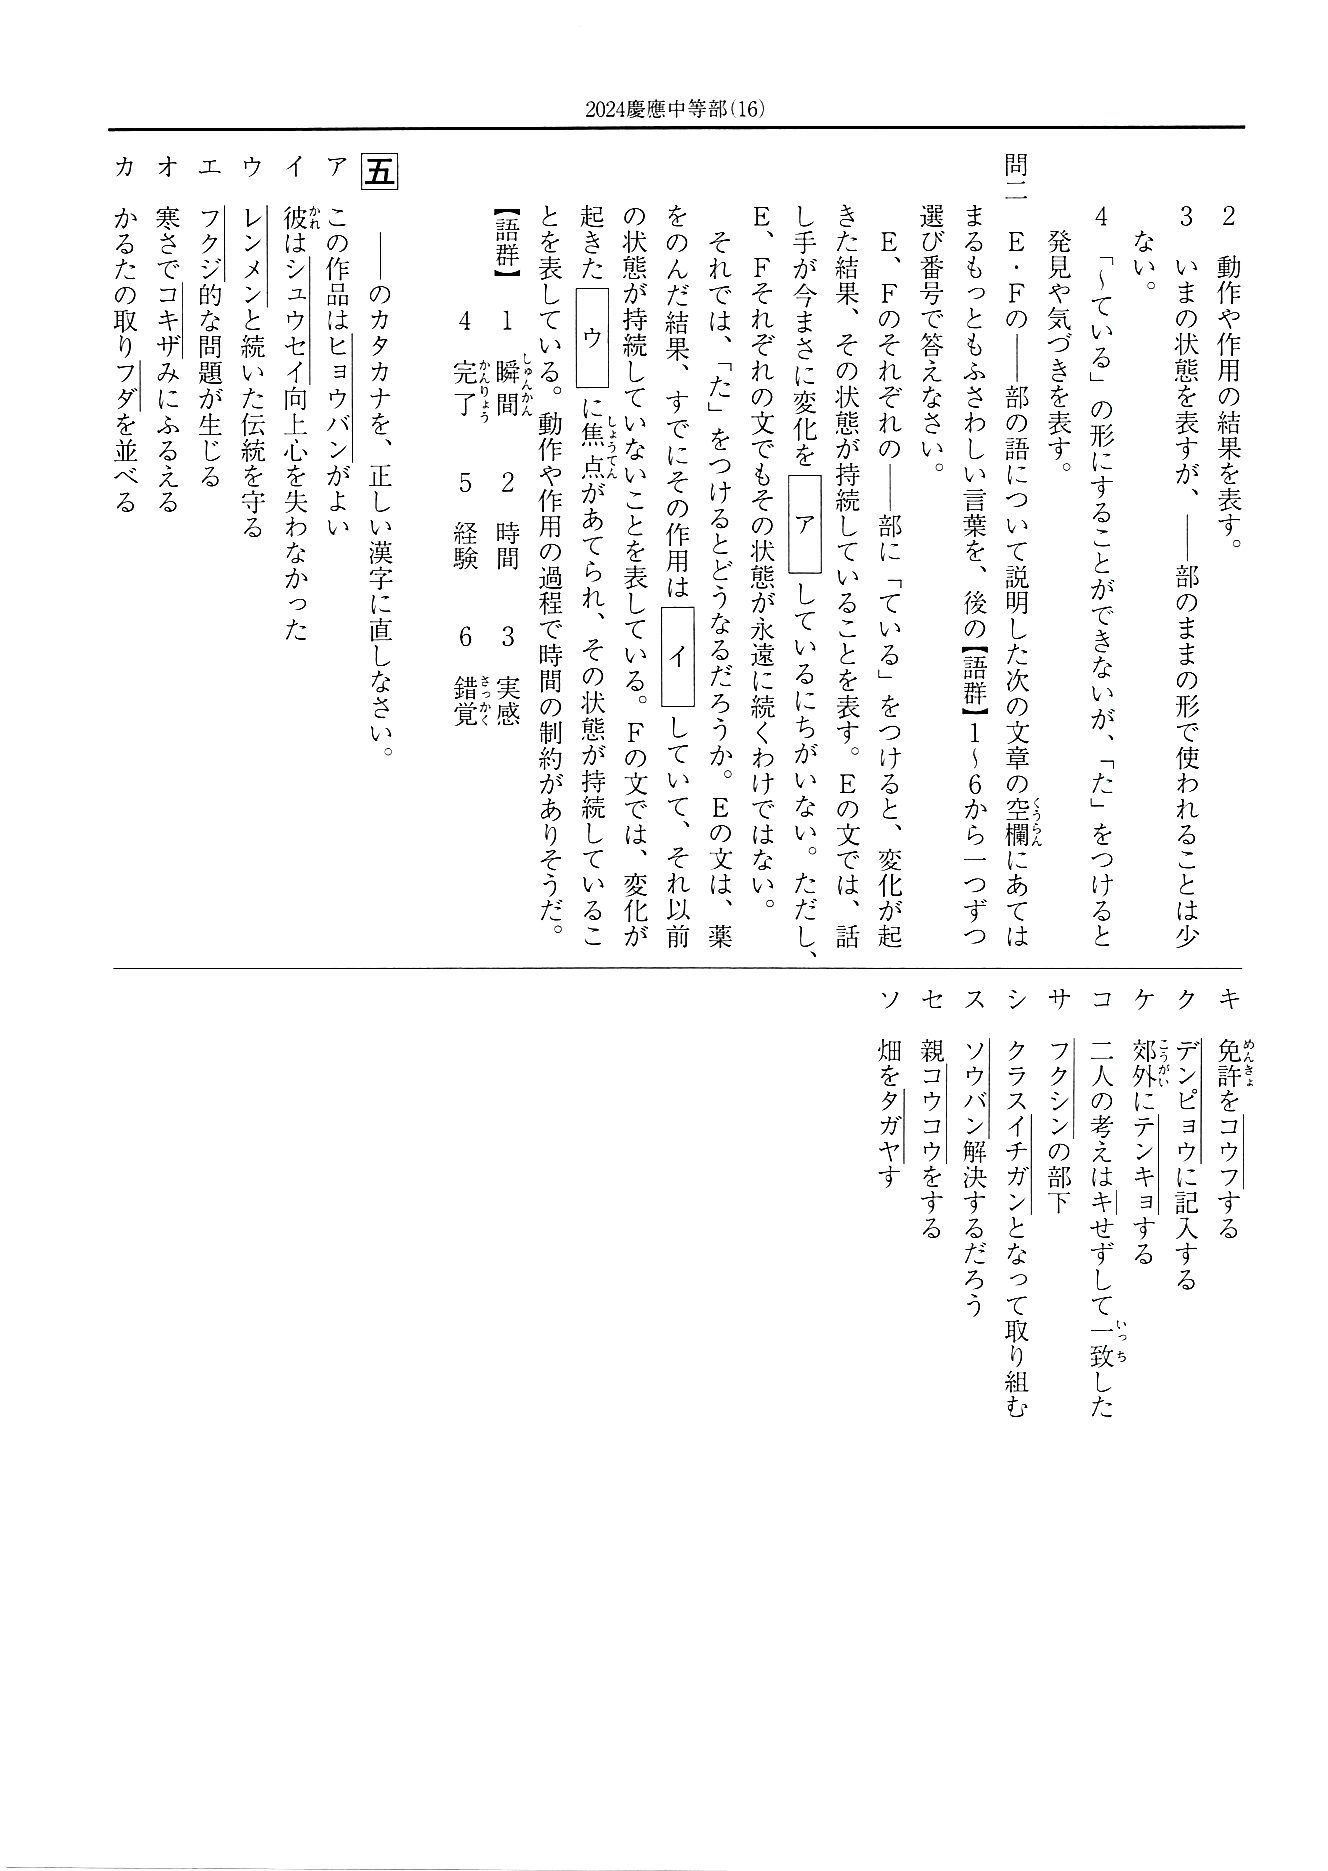 2024慶應中等部(16)
2 動作や作用の結果を表す。
3 いまの状態を表すが、――部のままの形で使われることは少
ない。
4 「～ている」の形にすることができないが、「た」をつけると
発見や気づきを表す。
問二 E・Fの――部の語について説明した次の文章の空欄にあては
まるもっともふさわしい言葉を、後の【語群】1～6から一つずつ
選び番号で答えなさい。
E、Fのそれぞれの――部に「ている」をつけると、変化が起
きた結果、その状態が持続していることを表す。Eの文では、話
し手が今まさに変化を ア しているにちがいない。ただし、
E、Fそれぞれの文でもその状態が永遠に続くわけではない。
それでは、「た」をつけるとどうなるだろうか。Eの文は、薬
をのんだ結果、すでにその作用は イ していて、それ以前
の状態が持続していないことを表している。Fの文では、変化が
起きた ウ に焦点があてられ、その状態が持続しているこ
とを表している。動作や作用の過程で時間の制約がありそうだ。
【語群】 1 瞬間 2 時間 3 実感
4 完了 5 経験 6 錯覚
五 ――のカタカナを、正しい漢字に直しなさい。
ア この作品はヒョウバンがよい
イ 彼はシュウセイ向上心を失わなかった
ウ レンメンと続いた伝統を守る
エ フクジ的な問題が生じる
オ 寒さでコキザみにふるえる
カ かるたの取りフダを並べる
キ 免許をコウフする
ク デンピョウに記入する
ケ 郊外にテンキョする
コ 二人の考えはキせずして一致した
サ フクシンの部下
シ クラスイチガンとなって取り組む
ス ソウバン解決するだろう
セ 親コウコウをする
ソ 畑をタガヤす